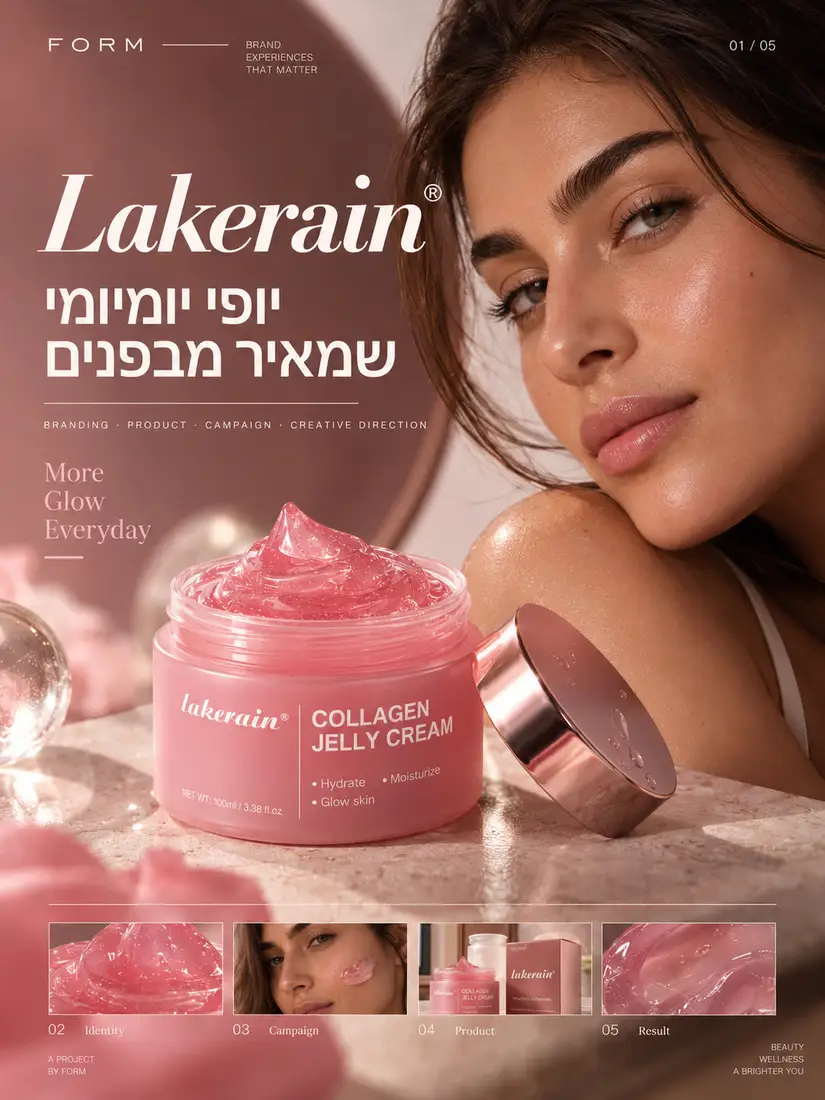 FORM
BRAND
EXPERIENCES
THAT MATTER
01 / 05
Lakerain®
יופי יומיומי
שמאיר מבפנים
BRANDING · PRODUCT · CAMPAIGN · CREATIVE DIRECTION
More
Glow
Everyday
lakerain®
COLLAGEN
JELLY CREAM
• Hydrate • Moisturize
• Glow skin
NET WT: 100ml / 3.38 fl.oz
lakerain
COLLAGEN
JELLY CREAM
lakerain®
02 Identity
03 Campaign
04 Product
05 Result
A PROJECT
BY FORM
BEAUTY
WELLNESS
A BRIGHTER YOU